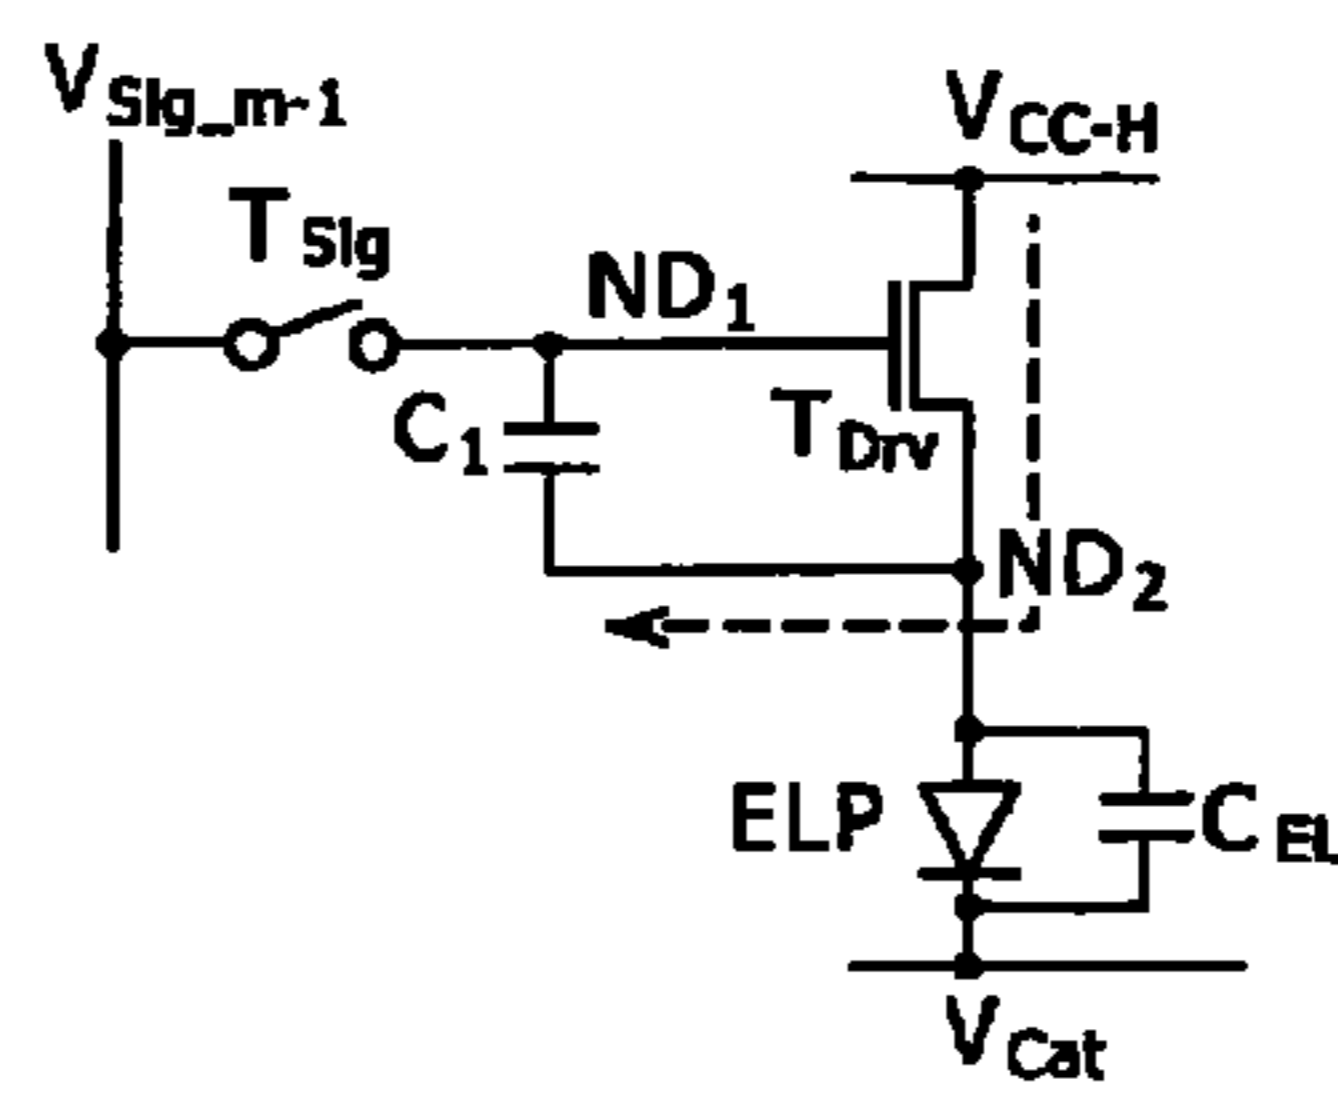 VSig_m-1
VCC-H
TSig
ND1
C1
TDrv
ND2
ELP
CEL
VCat